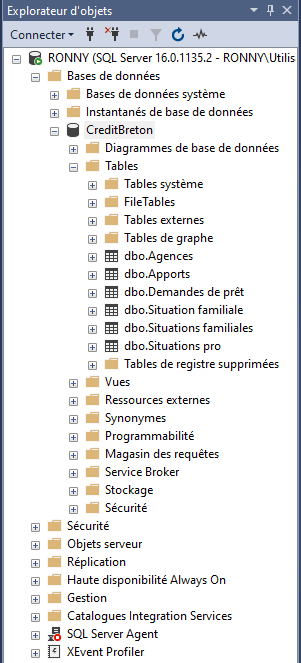 Explorateur d'objets
Connecter
RONNY (SQL Server 16.0.1135.2 - RONNY\Utilis
Bases de données
Bases de données système
Instantanés de base de données
CreditBreton
Diagrammes de base de données
Tables
Tables système
FileTables
Tables externes
Tables de graphe
dbo.Agences
dbo.Apports
dbo.Demandes de prêt
dbo.Situation familiale
dbo.Situations familiales
dbo.Situations pro
Tables de registre supprimées
Vues
Ressources externes
Synonymes
Programmabilité
Magasin des requêtes
Service Broker
Stockage
Sécurité
Sécurité
Objets serveur
Réplication
Haute disponibilité Always On
Gestion
Catalogues Integration Services
SQL Server Agent
XEvent Profiler